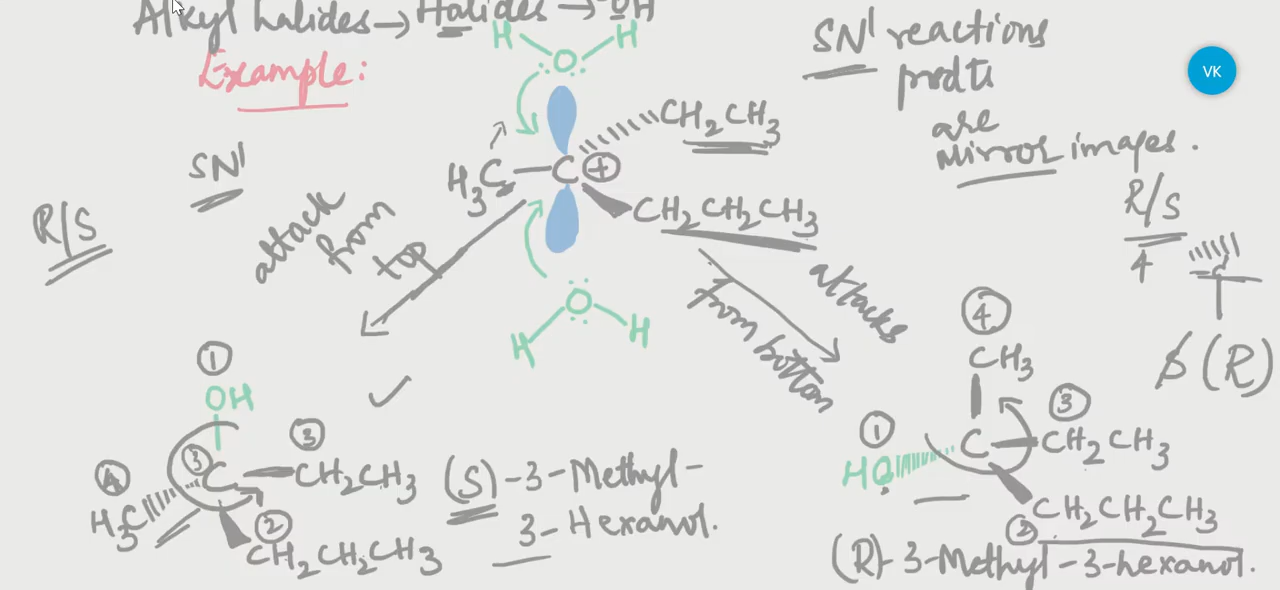 Alkyl halides → Halides → OH
Example:
SN1 reactions
prodts
are
Mirror images.
VK
R/S
4
H O H
CH2CH3
H3C C +
CH2CH2CH3
SN1
R/S
attack
from
top
attacks
from bottom
H O H
1
OH
3
3
C CH2CH3
4
H3C
2
CH2CH2CH3
(S)-3-Methyl-
3-Hexanol.
4
CH3
3
1
HO C CH2CH3
2
CH2CH2CH3
(R)-3-Methyl-3-hexanol.
(R)